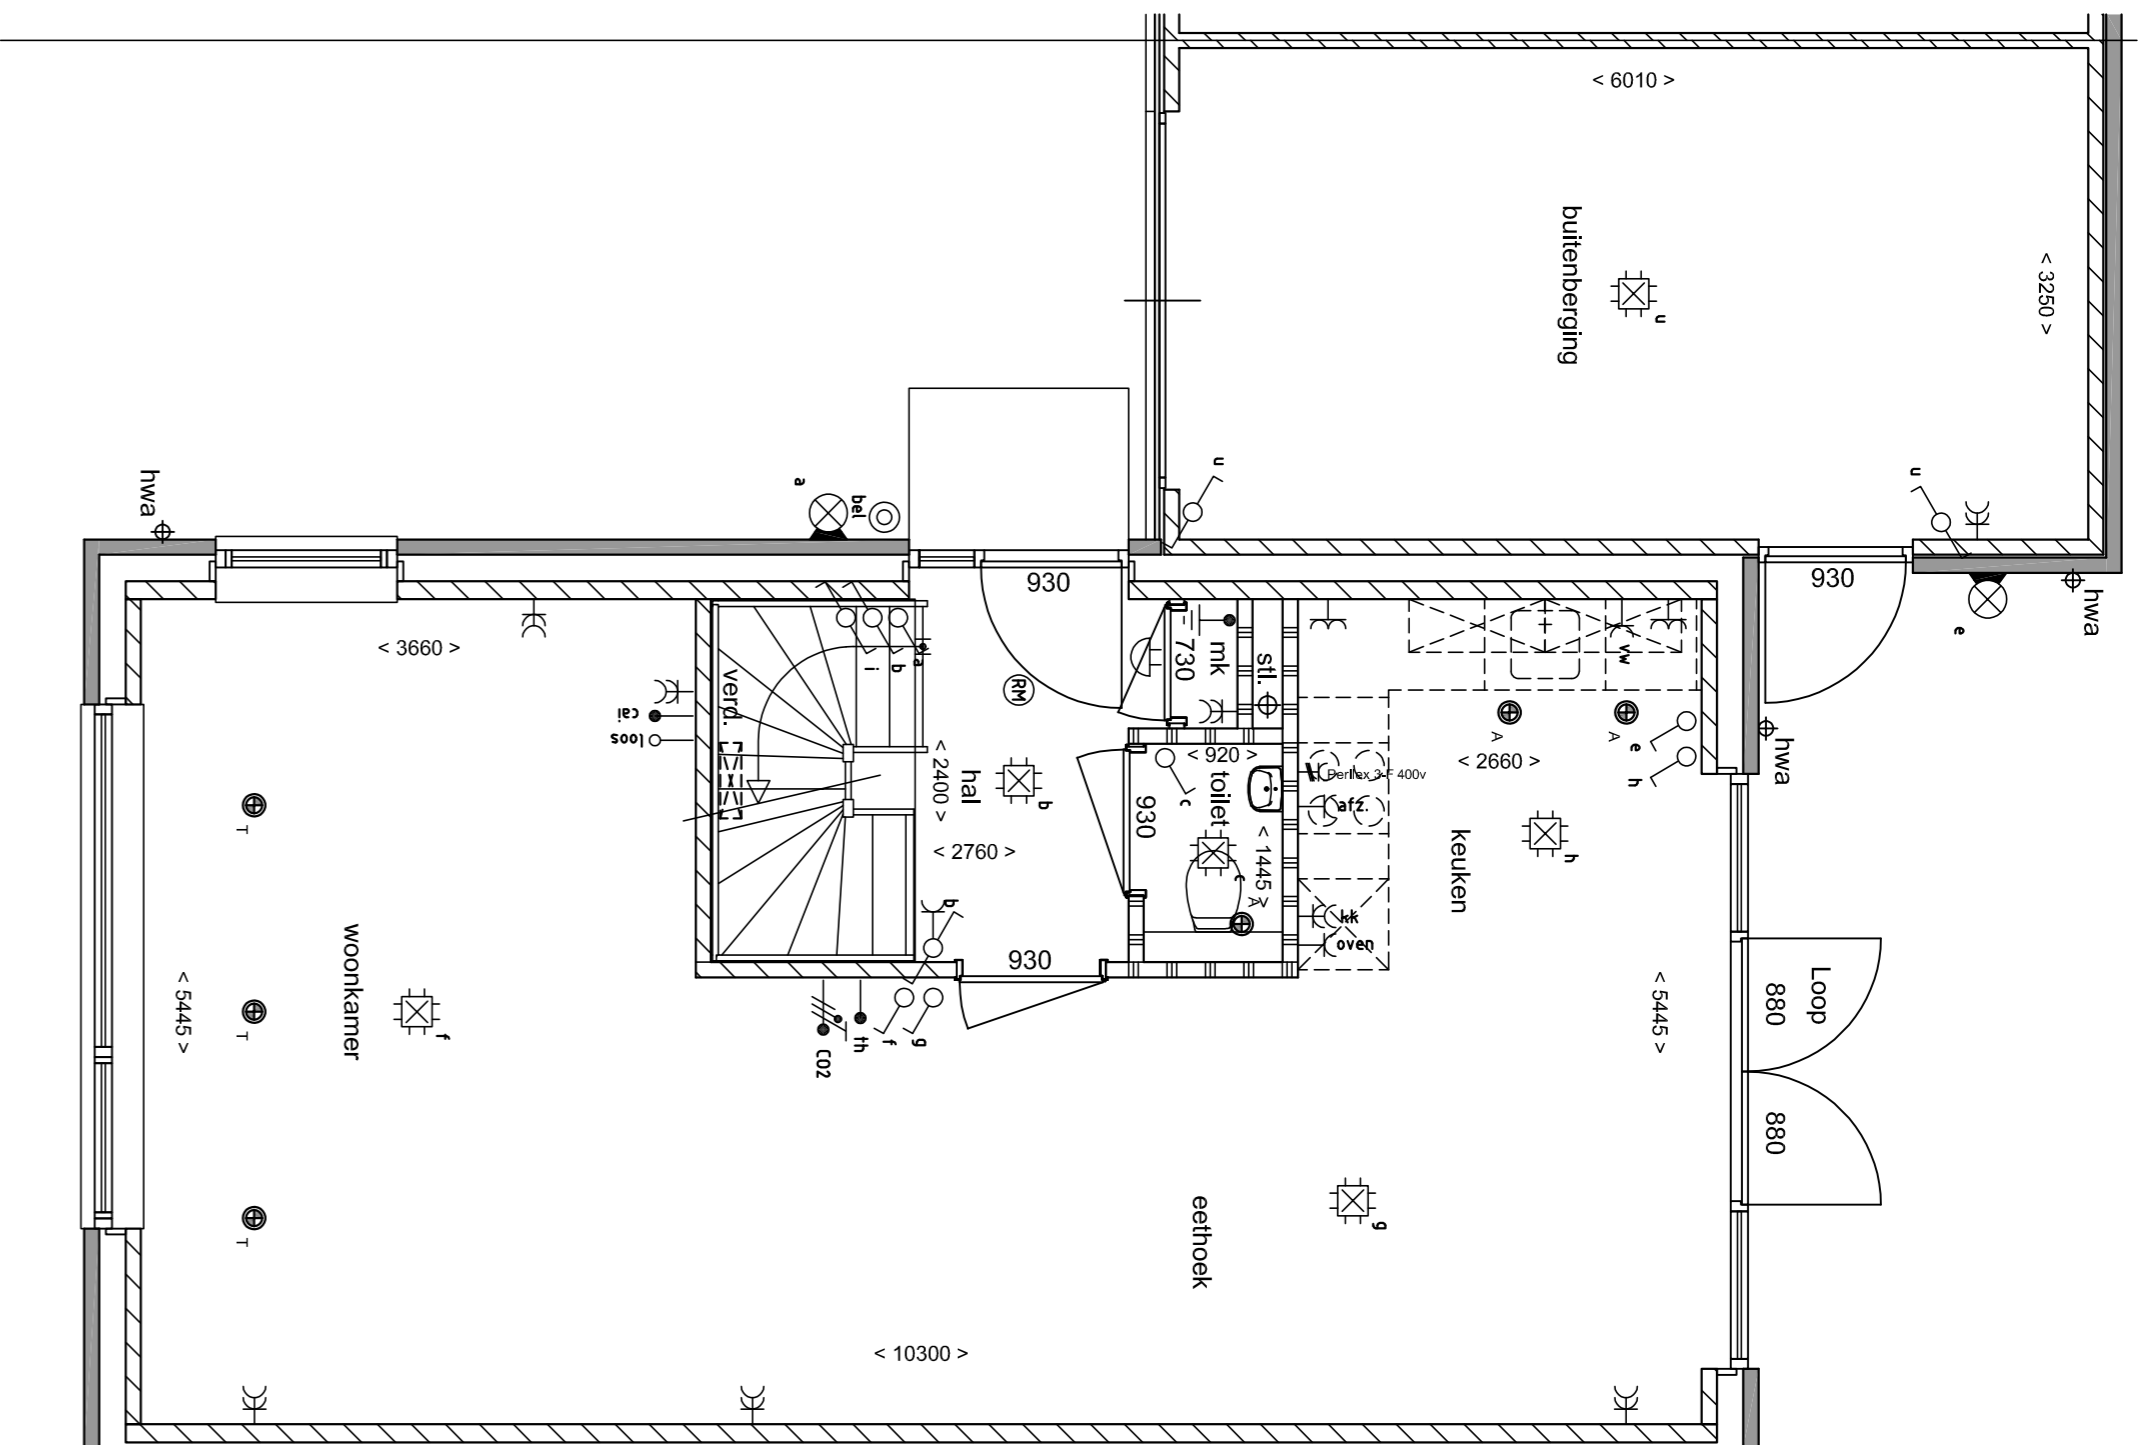 < 6010 >
buitenberging
u
< 3250 >
u
u
hwa
a
bel
930
930
e
hwa
< 3660 >
verd.
i
b
a
730
mk
stl.
RM
vw
cai
loos
A
A
e
h
hwa
< 2400 >
hal
b
< 920 >
toilet
c
930
Perilex 3-F 400v
afz.
< 2660 >
T
< 2760 >
< 1445 >
c
A
keuken
h
b
kk
oven
930
woonkamer
< 5445 >
T
f
CO2
th
f
g
< 5445 >
880
Loop
880
T
eethoek
g
< 10300 >